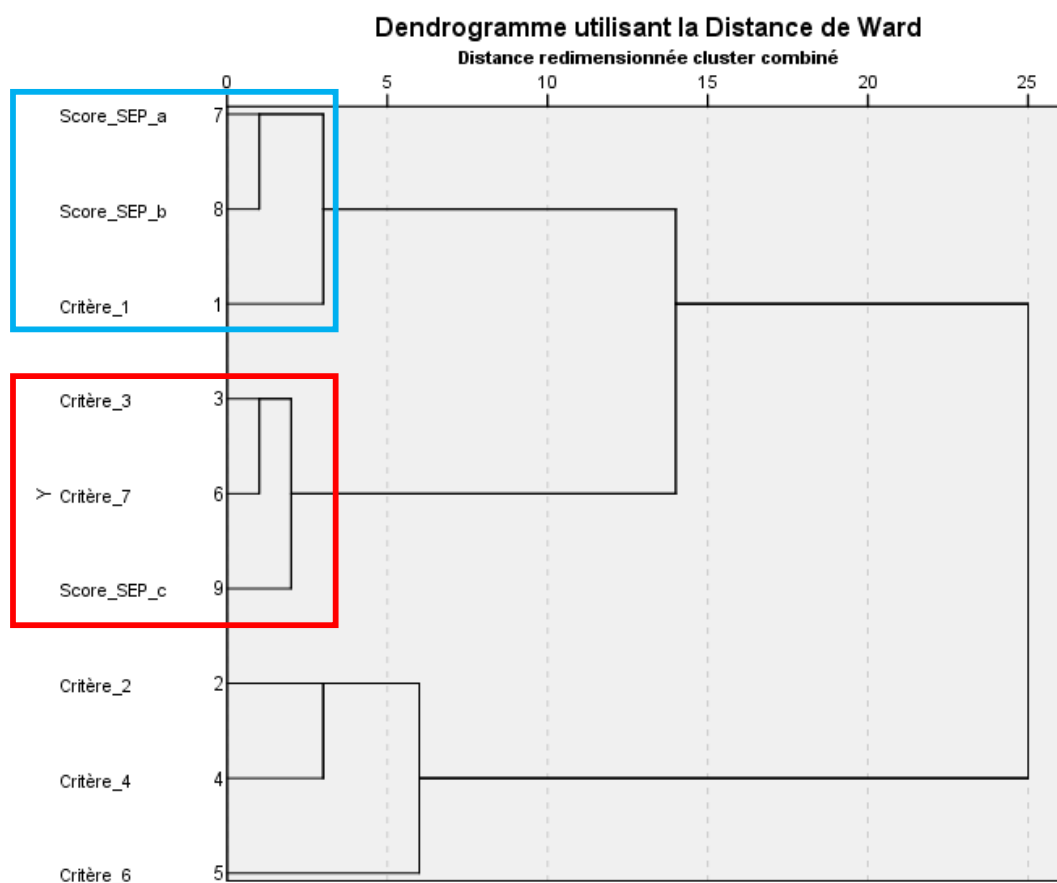 Dendrogramme utilisant la Distance de Ward
Distance redimensionnée cluster combiné
0 5 10 15 20 25
Score_SEP_a 7
Score_SEP_b 8
Critère_1 1
Critère_3 3
Y Critère_7 6
Score_SEP_c 9
Critère_2 2
Critère_4 4
Critère_6 5